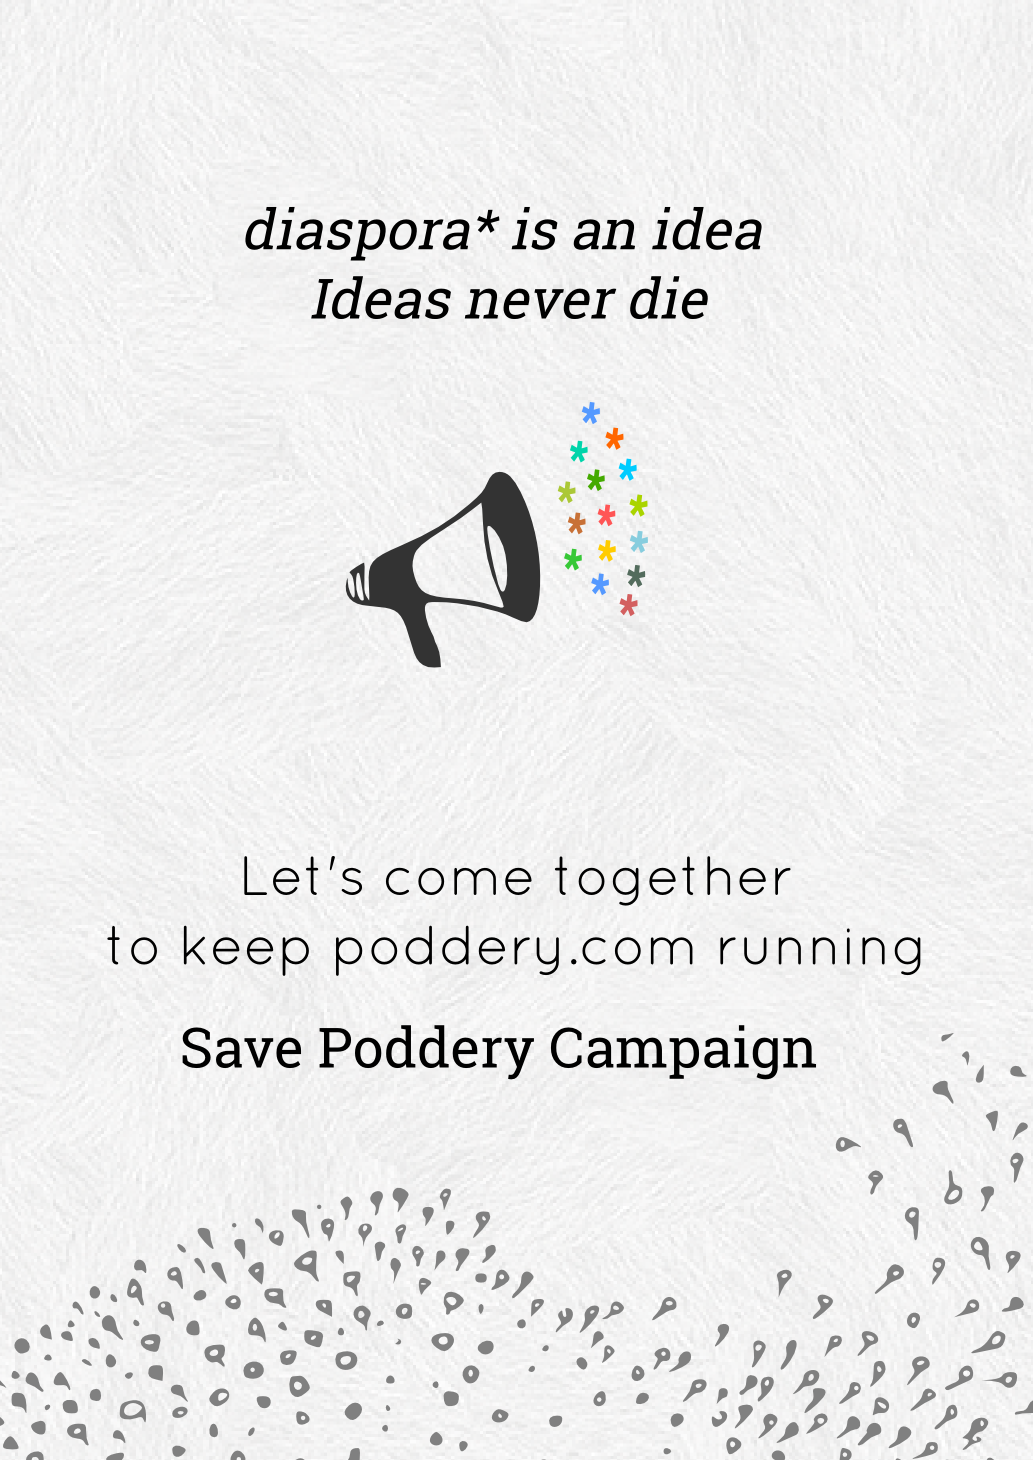 diaspora* is an idea
Ideas never die
Let's come together
to keep poddery.com running
Save Poddery Campaign